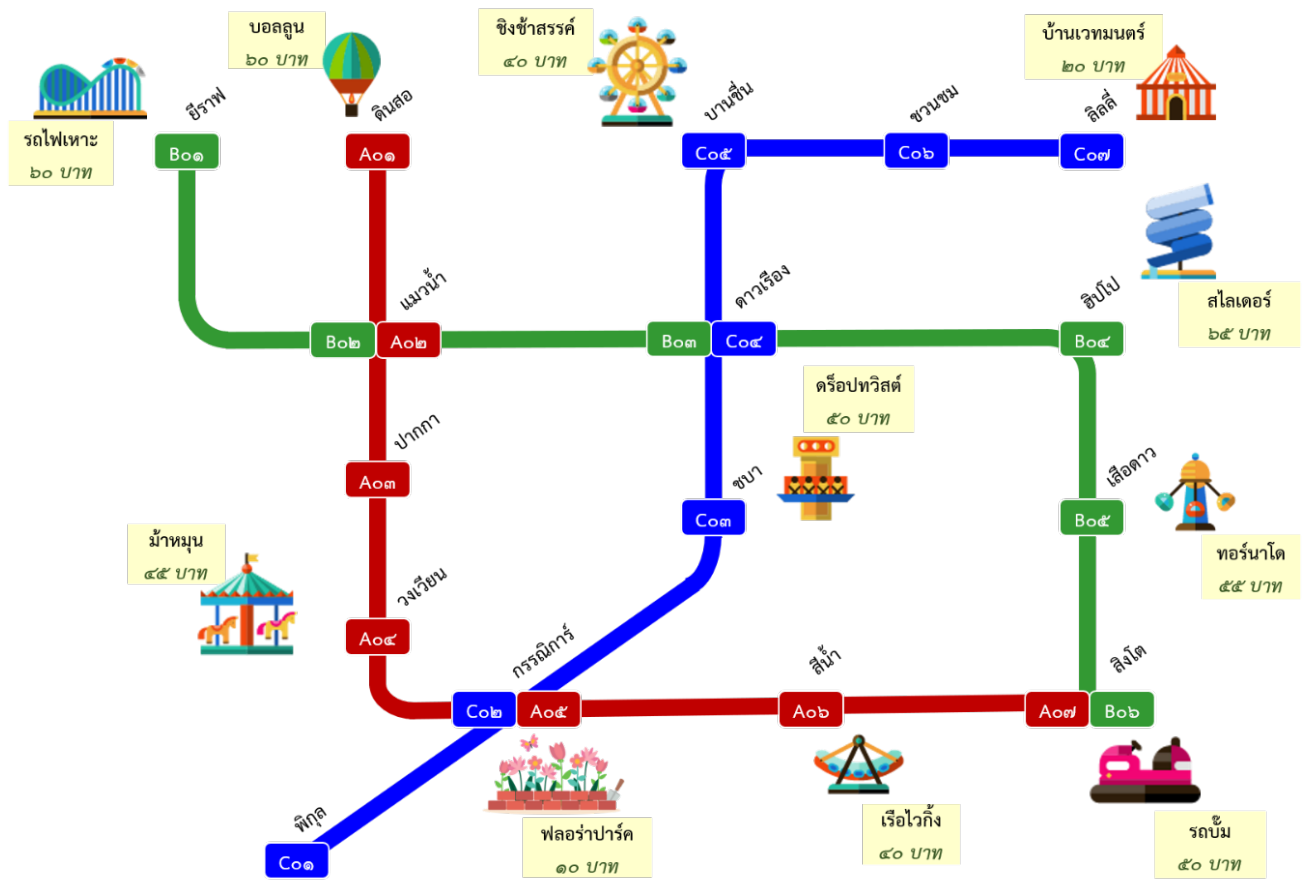 บอลลูน
๖๐ บาท
ชิงช้าสรรค์
๔๐ บาท
บ้านเวทมนตร์
๒๐ บาท
รถไฟเหาะ
๖๐ บาท
ยีราฟ
ดินสอ
บานชื่น
ขวนชม
ลิลลี่
B๐๑
A๐๑
C๐๕
C๐๖
C๐๗
แมวน้ำ
ดาวเรือง
ฮิปโป
สไลเดอร์
๖๕ บาท
B๐๒
A๐๒
B๐๓
C๐๔
B๐๔
ดร็อปทวิสต์
๕๐ บาท
ปากกา
A๐๓
ชบา
C๐๓
เสือดาว
B๐๕
ทอร์นาโด
๕๕ บาท
ม้าหมุน
๔๕ บาท
วงเวียน
A๐๔
กรรณิการ์
สีน้ำ
สิงโต
C๐๒
A๐๕
A๐๖
A๐๗
B๐๖
พิกุล
C๐๑
ฟลอร่าปาร์ค
๑๐ บาท
เรือไวกิ้ง
๔๐ บาท
รถบั๊ม
๕๐ บาท